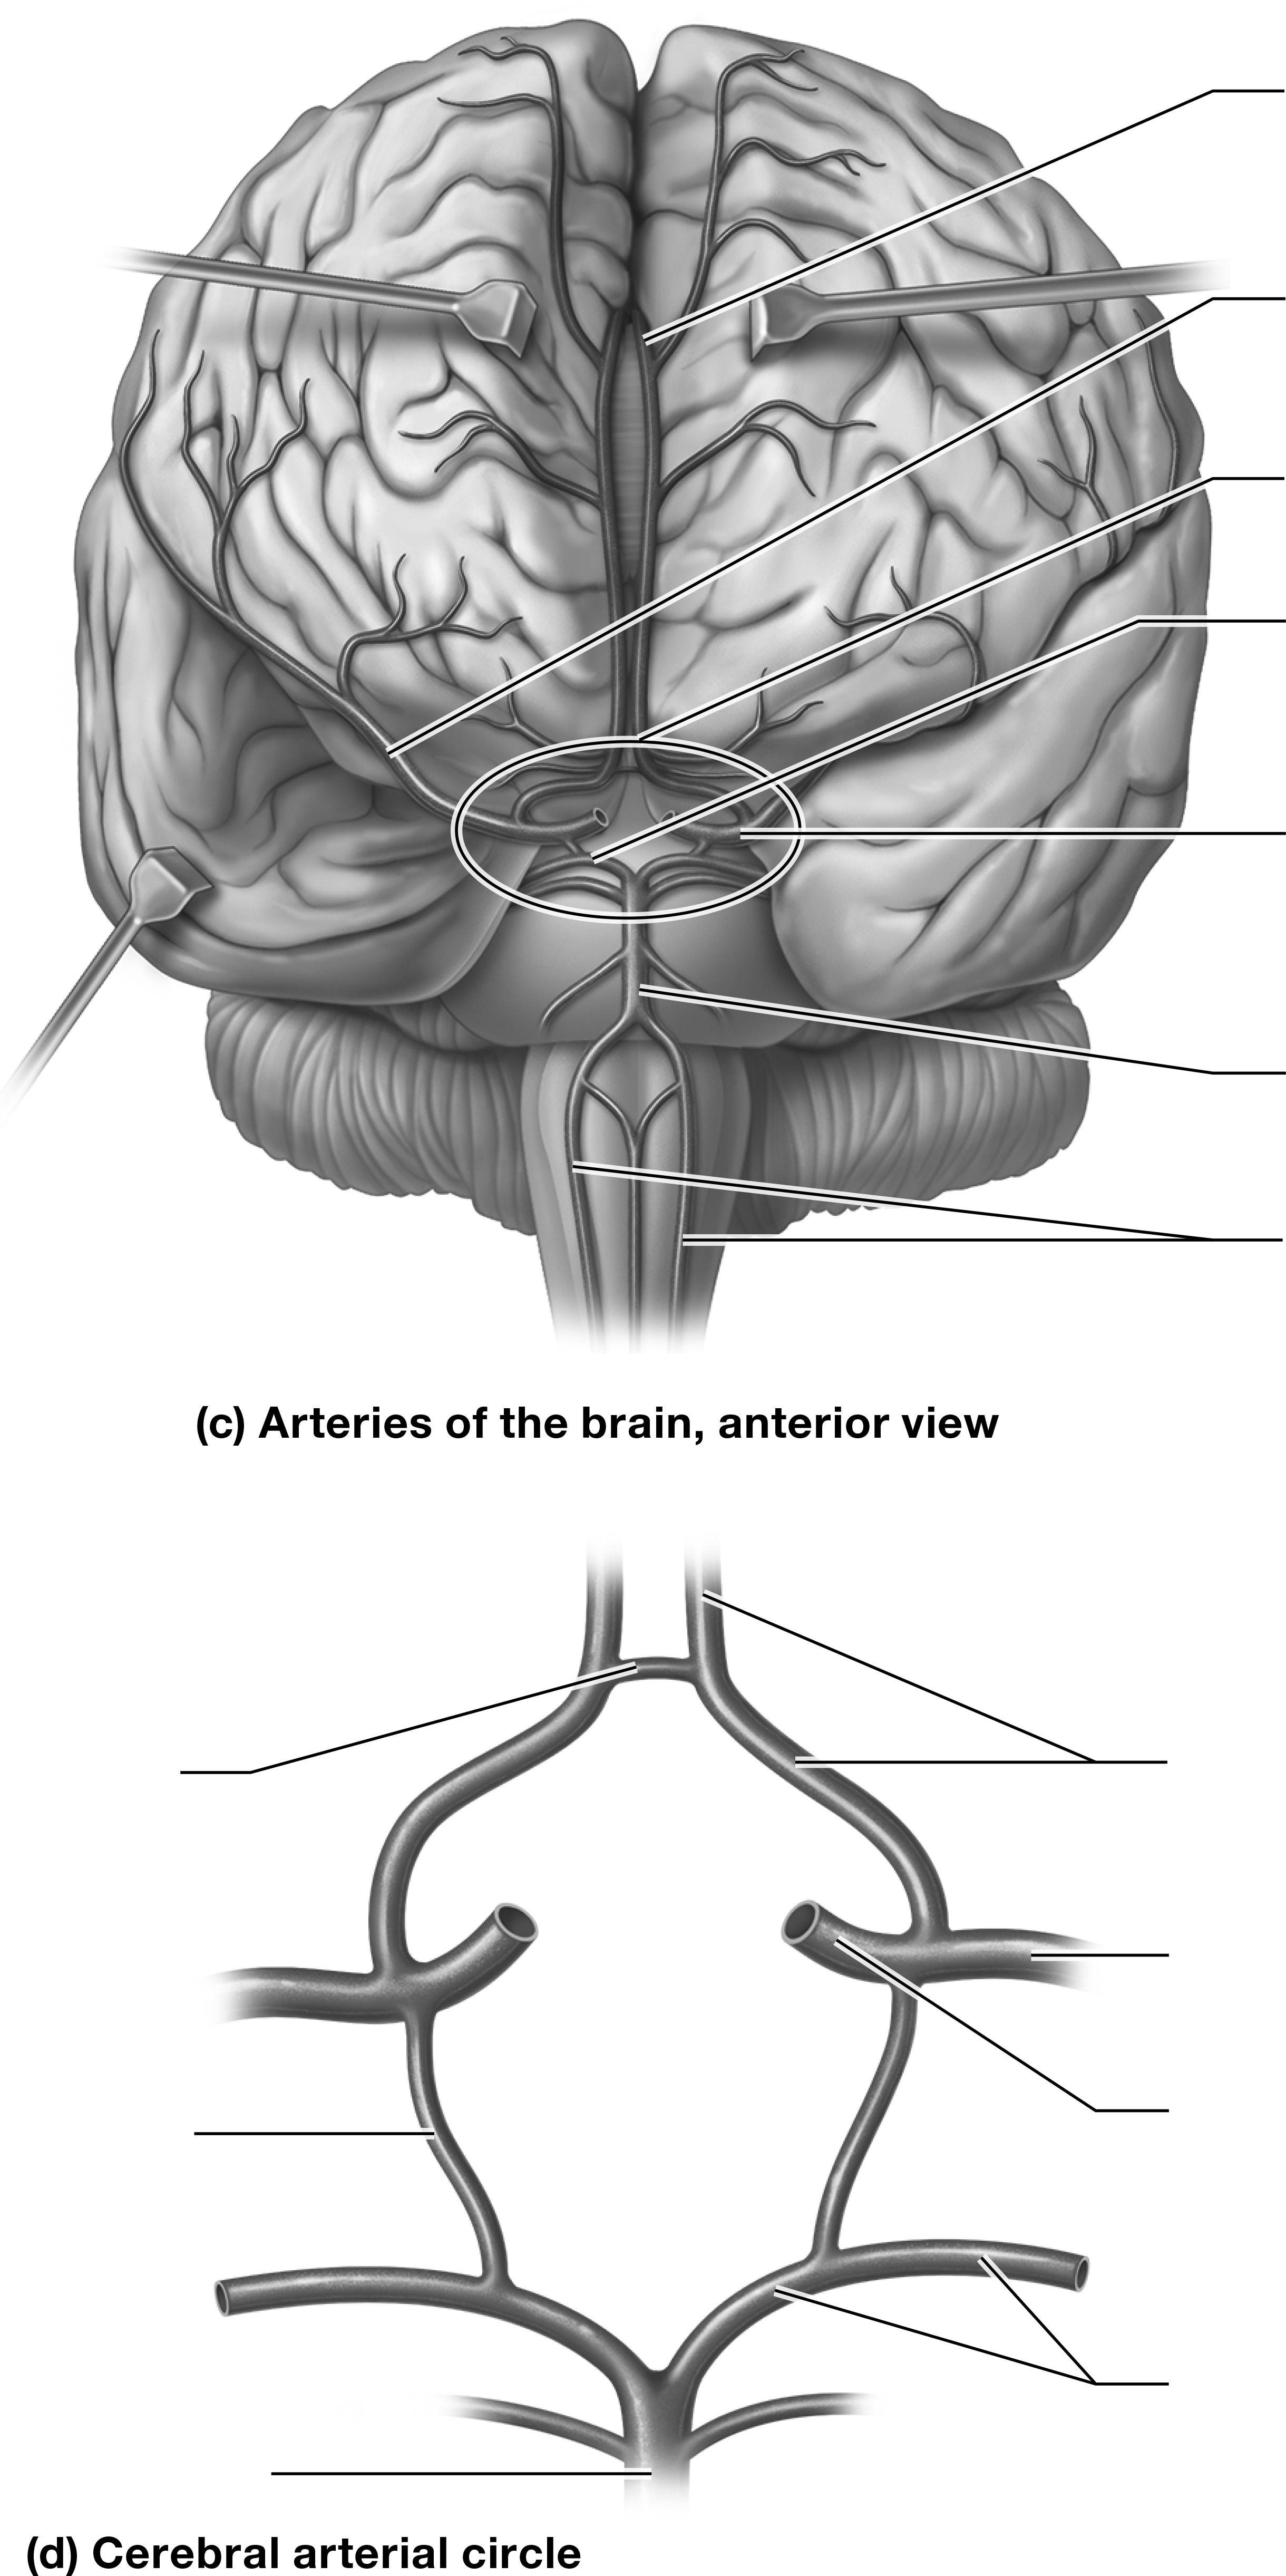 (c) Arteries of the brain, anterior view
(d) Cerebral arterial circle